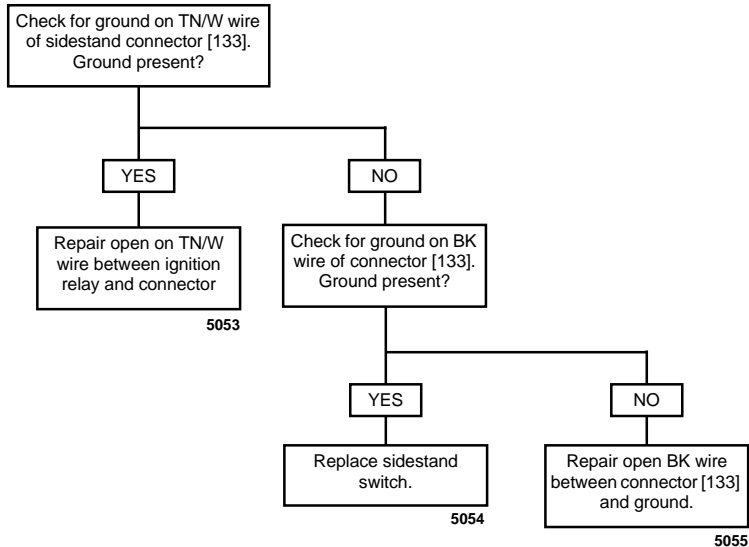 Check for ground on TN/W wire
of sidestand connector [133].
Ground present?
YES
NO
Repair open on TN/W
wire between ignition
relay and connector
5053
Check for ground on BK
wire of connector [133].
Ground present?
YES
NO
Replace sidestand
switch.
5054
Repair open BK wire
between connector [133]
and ground.
5055